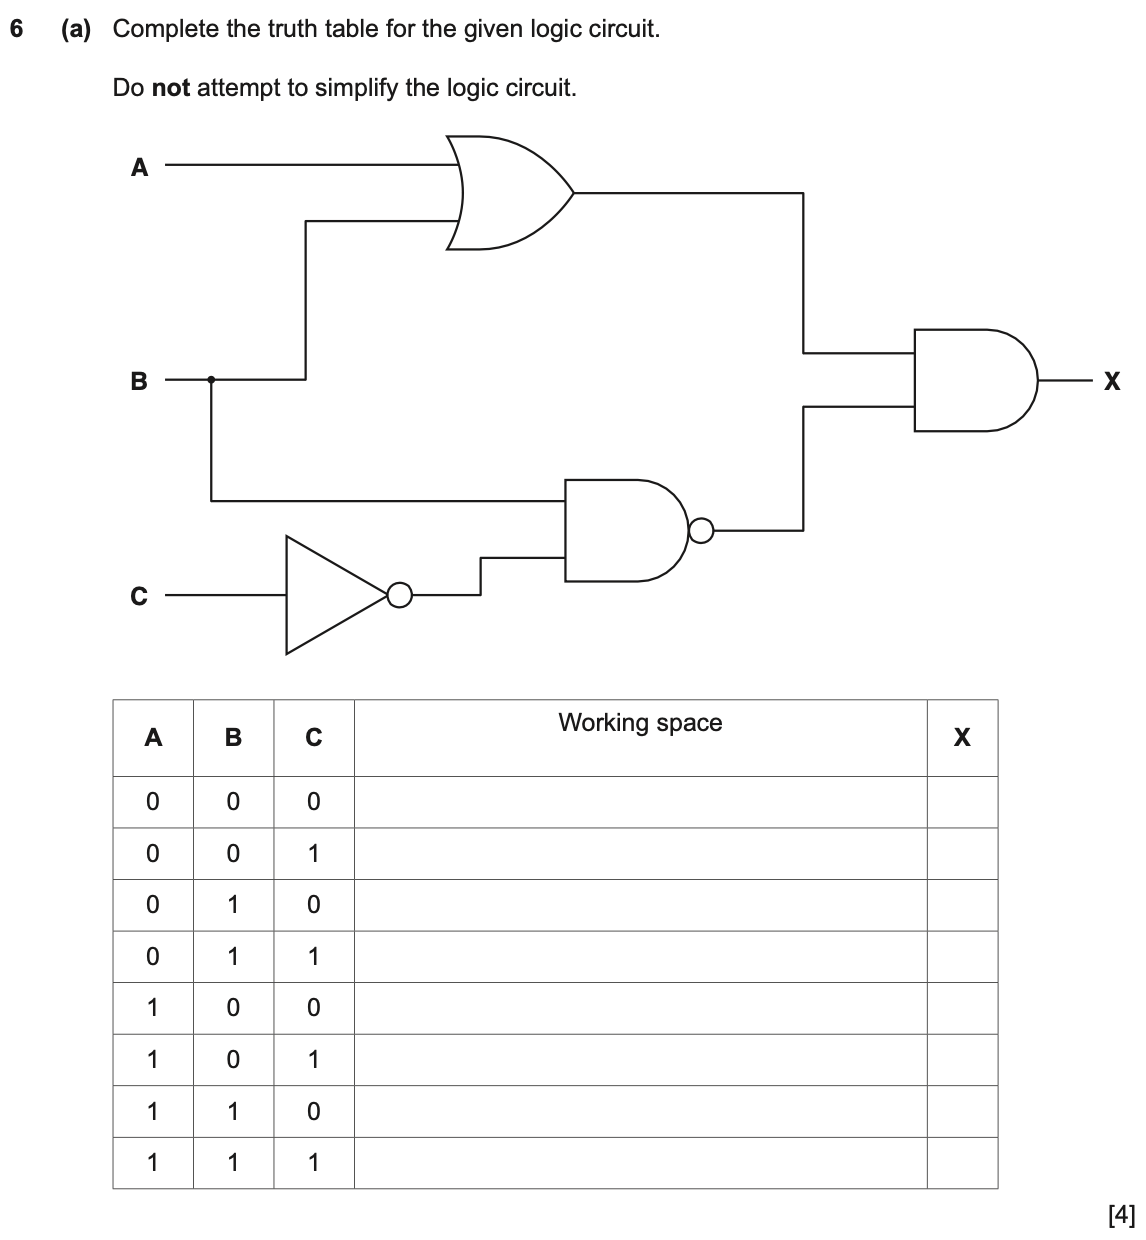 6 (a) Complete the truth table for the given logic circuit.
Do not attempt to simplify the logic circuit.
A
B
X
C
A B C Working space X
0 0 0
0 0 1
0 1 0
0 1 1
1 0 0
1 0 1
1 1 0
1 1 1
[4]